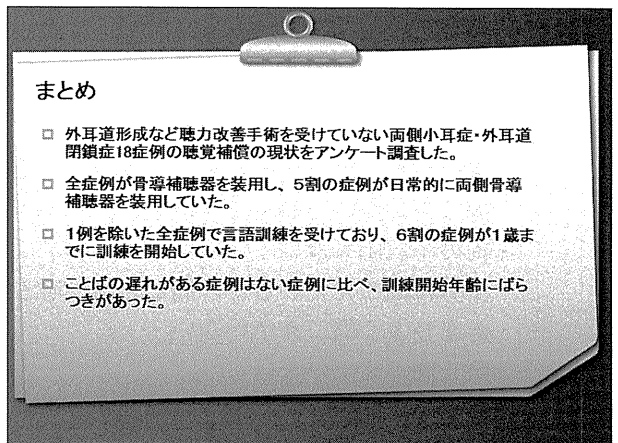 まとめ
□ 外耳道形成など聴力改善手術を受けていない両側小耳症・外耳道
閉鎖症18症例の聴覚補償の現状をアンケート調査した。
□ 全症例が骨導補聴器を装用し、5割の症例が日常的に両側骨導
補聴器を装用していた。
□ 1例を除いた全症例で言語訓練を受けており、6割の症例が1歳ま
でに訓練を開始していた。
□ ことばの遅れがある症例はない症例に比べ、訓練開始年齢にばら
つきがあった。